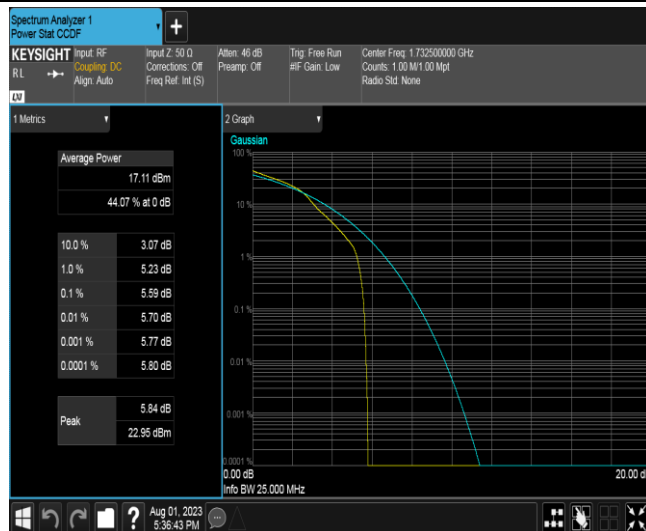 Spectrum Analyzer 1
Power Stat CCDF
KEYSIGHT
RL
LXI
Input: RF
Coupling: DC
Align: Auto
Input Z: 50 Ω
Corrections: Off
Freq Ref: Int (S)
Atten: 46 dB
Preamp: Off
Trig: Free Run
#IF Gain: Low
Center Freq: 1.732500000 GHz
Counts: 1.00 M/1.00 Mpt
Radio Std: None
1 Metrics
Average Power
17.11 dBm
44.07 % at 0 dB
10.0 % 3.07 dB
1.0 % 5.23 dB
0.1 % 5.59 dB
0.01 % 5.70 dB
0.001 % 5.77 dB
0.0001 % 5.80 dB
Peak
5.84 dB
22.95 dBm
2 Graph
Gaussian
100 %
10 %
1 %
0.1 %
0.01 %
0.001 %
0.0001 %
0.00 dB
20.00 d
Info BW 25.000 MHz
?
Aug 01, 2023
5:36:43 PM